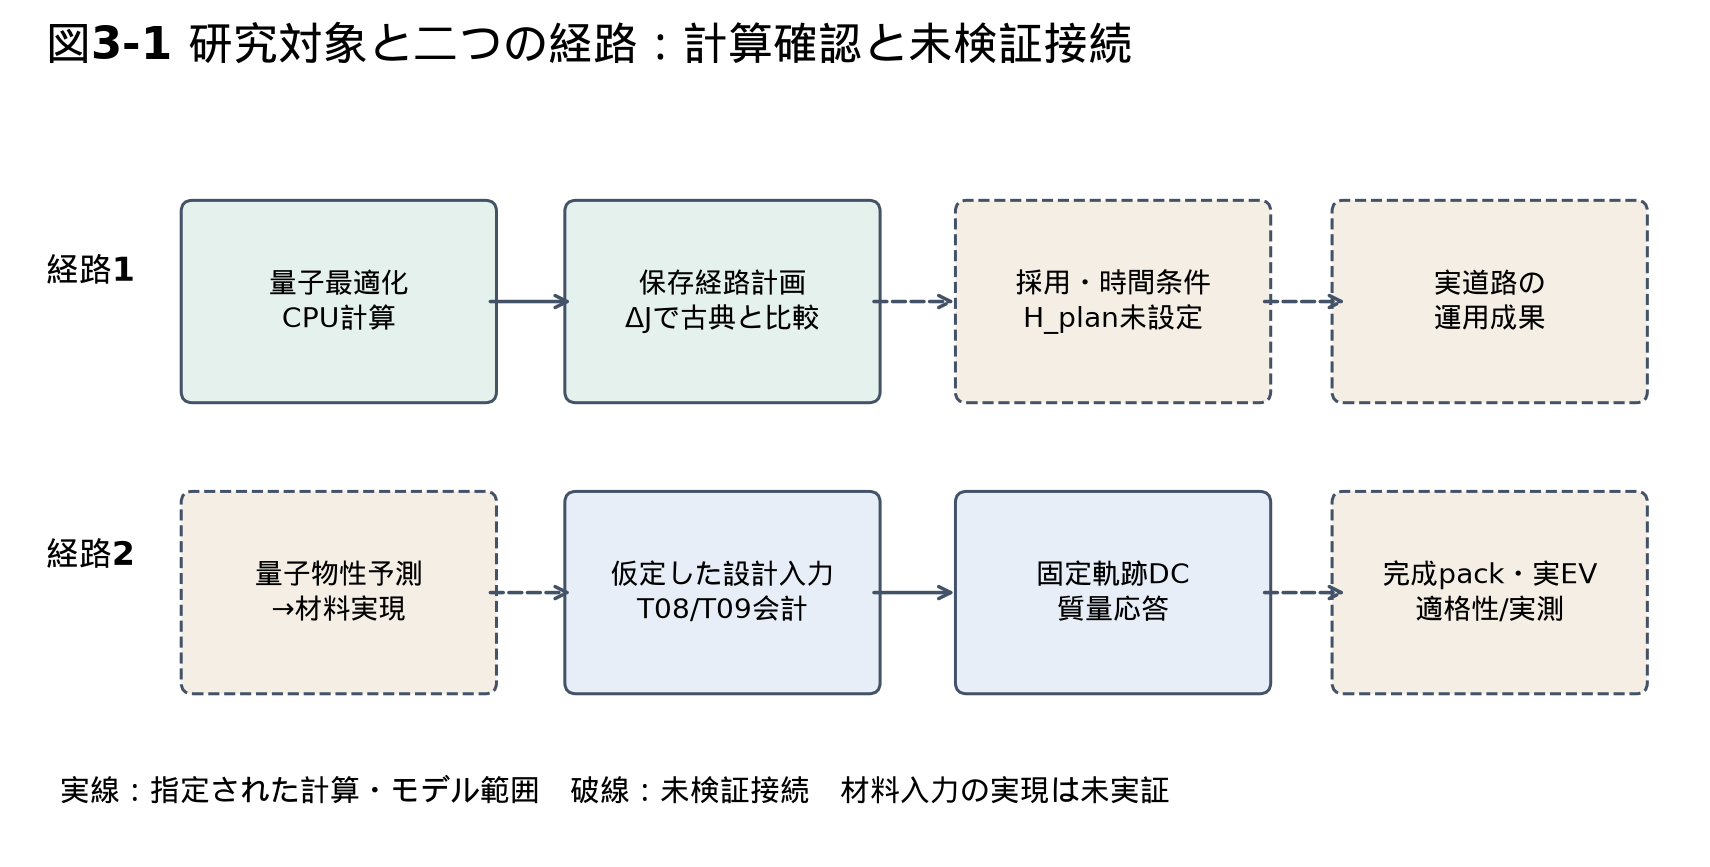 図3-1 研究対象と二つの経路：計算確認と未検証接続
経路1
量子最適化
CPU計算
保存経路計画
ΔJで古典と比較
採用・時間条件
H_plan未設定
実道路の
運用成果
経路2
量子物性予測
→材料実現
仮定した設計入力
T08/T09会計
固定軌跡DC
質量応答
完成pack・実EV
適格性/実測
実線：指定された計算・モデル範囲　破線：未検証接続　材料入力の実現は未実証